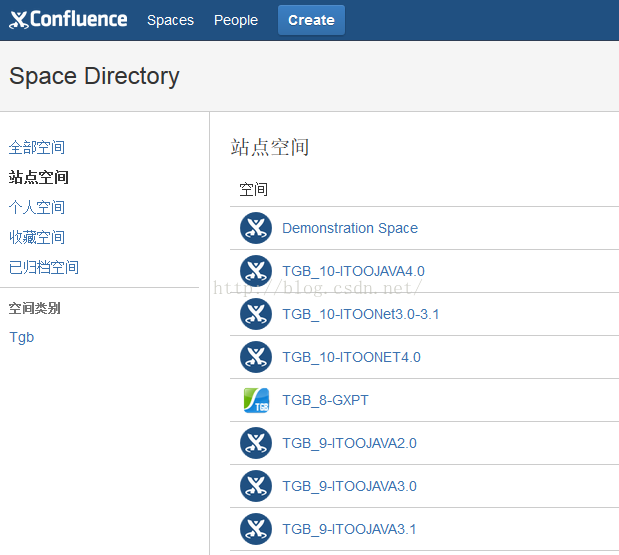 Confluence Spaces People Create
Space Directory
全部空间
站点空间
个人空间
收藏空间
已归档空间
空间类别
Tgb
站点空间
空间
Demonstration Space
TGB_10-ITOOJAVA4.0
http://blog.csdn.net/
TGB_10-ITOONet3.0-3.1
TGB_10-ITOONET4.0
TGB
TGB_8-GXPT
TGB_9-ITOOJAVA2.0
TGB_9-ITOOJAVA3.0
TGB_9-ITOOJAVA3.1